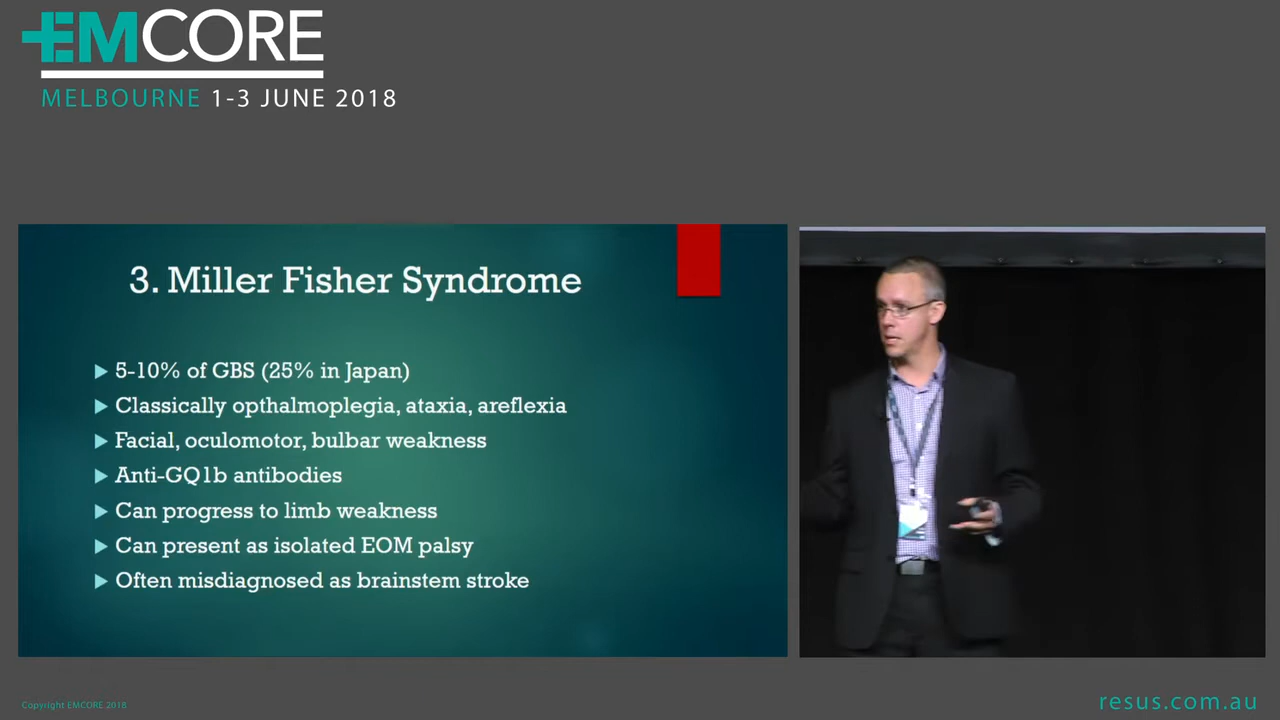 EMCORE
MELBOURNE 1-3 JUNE 2018
3. Miller Fisher Syndrome
5-10% of GBS (25% in Japan)
Classically opthalmoplegia, ataxia, areflexia
Facial, oculomotor, bulbar weakness
Anti-GQ1b antibodies
Can progress to limb weakness
Can present as isolated EOM palsy
Often misdiagnosed as brainstem stroke
Copyright EMCORE 2018
resus.com.au